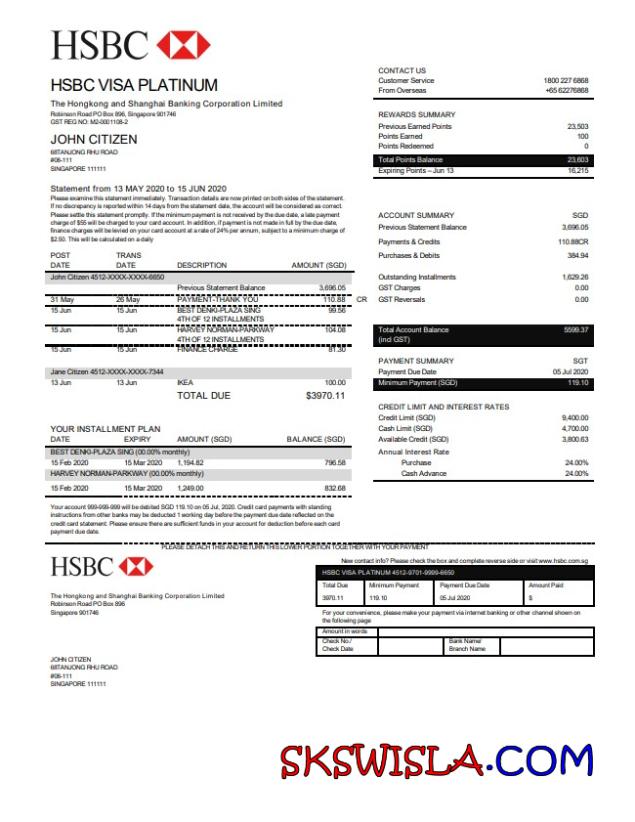 HSBC
HSBC VISA PLATINUM
The Hongkong and Shanghai Banking Corporation Limited
Robinson Road PO Box 896, Singapore 901746
GST REG NO: M2-0001108-2
JOHN CITIZEN
68TANJONG RHU ROAD
#06-111
SINGAPORE 111111
Statement from 13 MAY 2020 to 15 JUN 2020
Please examine this statement immediately. Transaction details are now printed on both sides of the statement.
If no discrepancy is reported within 14 days from the statement date, the account will be considered as correct.
Please settle this statement promptly. If the minimum payment is not received by the due date, a late payment
charge of $55 will be charged to your card account. In addition, if payment is not made in full by the due date,
finance charges will be levied on your card account at a rate of 24% per annum, subject to a minimum charge of
$2.50. This will be calculated on a daily
POST DATE TRANS DATE DESCRIPTION AMOUNT (SGD)
John Citizen 4512-XXXX-XXXX-6650
Previous Statement Balance 3,696.05
31 May 26 May PAYMENT-THANK YOU 110.88 CR
15 Jun 15 Jun BEST DENKI-PLAZA SING 99.56
4TH OF 12 INSTALLMENTS
15 Jun 15 Jun HARVEY NORMAN-PARKWAY 104.08
4TH OF 12 INSTALLMENTS
15 Jun 15 Jun FINANCE CHARGE 81.30
Jane Citizen 4512-XXXX-XXXX-7344
13 Jun 13 Jun IKEA 100.00
TOTAL DUE $3970.11
YOUR INSTALLMENT PLAN
DATE EXPIRY AMOUNT (SGD) BALANCE (SGD)
BEST DENKI-PLAZA SING (00.00% monthly)
15 Feb 2020 15 Mar 2020 1,194.82 796.58
HARVEY NORMAN-PARKWAY (00.00% monthly)
15 Feb 2020 15 Mar 2020 1,249.00 832.68
Your account 999-999-999 will be debited SGD 119.10 on 05 Jul, 2020. Credit card payments with standing
instructions from other banks may be deducted 1 working day before the payment due date reflected on the
credit card statement. Please ensure there are sufficient funds in your account for deduction before each card
payment due date.
CONTACT US
Customer Service 1800 227 6868
From Overseas +65 62276868
REWARDS SUMMARY
Previous Earned Points 23,503
Points Earned 100
Points Redeemed 0
Total Points Balance 23,603
Expiring Points – Jun 13 16,215
ACCOUNT SUMMARY SGD
Previous Statement Balance 3,696.05
Payments & Credits 110.88CR
Purchases & Debits 384.94
Outstanding Installments 1,629.26
GST Charges 0.00
GST Reversals 0.00
Total Account Balance 5599.37
(incl GST)
PAYMENT SUMMARY SGT
Payment Due Date 05 Jul 2020
Minimum Payment (SGD) 119.10
CREDIT LIMIT AND INTEREST RATES
Credit Limit (SGD) 9,400.00
Cash Limit (SGD) 4,700.00
Available Credit (SGD) 3,800.63
Annual Interest Rate
Purchase 24.00%
Cash Advance 24.00%
PLEASE DETACH THIS AND RETURN THIS LOWER PORTION TOGETHER WITH YOUR PAYMENT
HSBC
The Hongkong and Shanghai Banking Corporation Limited
Robinson Road PO Box 896
Singapore 901746
JOHN CITIZEN
68TANJONG RHU ROAD
#06-111
SINGAPORE 111111
New contact info? Please check the box and complete reverse side or visit www.hsbc.com.sg
HSBC VISA PLATINUM 4512-9701-9999-6650
Total Due Minimum Payment Payment Due Date Amount Paid
3970.11 119.10 05 Jul 2020 $
For your convenience, please make your payment via internet banking or other channel shown on
the following page
Amount in words
Check No./ Bank Name/
Check Date Branch Name
SKSWISLA.COM